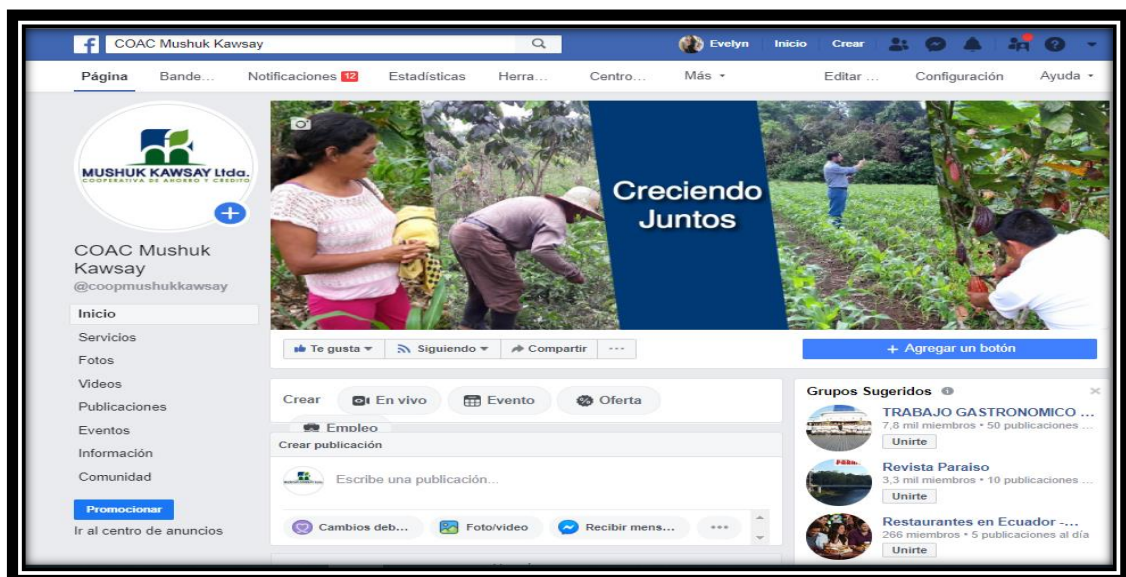 COAC Mushuk Kawsay
Evelyn Inicio Crear
Página Bande... Notificaciones 12 Estadísticas Herra... Centro... Más Editar ... Configuración Ayuda
MUSHUK KAWSAY Ltda.
COOPERATIVA DE AHORRO Y CREDITO
COAC Mushuk
Kawsay
@coopmushukkawsay
Inicio
Servicios
Fotos
Videos
Publicaciones
Eventos
Información
Comunidad
Promocionar
Ir al centro de anuncios
Creciendo
Juntos
Te gusta Siguiendo Compartir ...
+ Agregar un botón
Crear En vivo Evento Oferta
Empleo
Crear publicación
Escribe una publicación...
Cambios deb... Foto/video Recibir mens... ...
Grupos Sugeridos
TRABAJO GASTRONOMICO ...
7,8 mil miembros • 50 publicaciones ...
Unirte
Revista Paraiso
3,3 mil miembros • 10 publicaciones ...
Unirte
Restaurantes en Ecuador -...
266 miembros • 5 publicaciones al día
Unirte